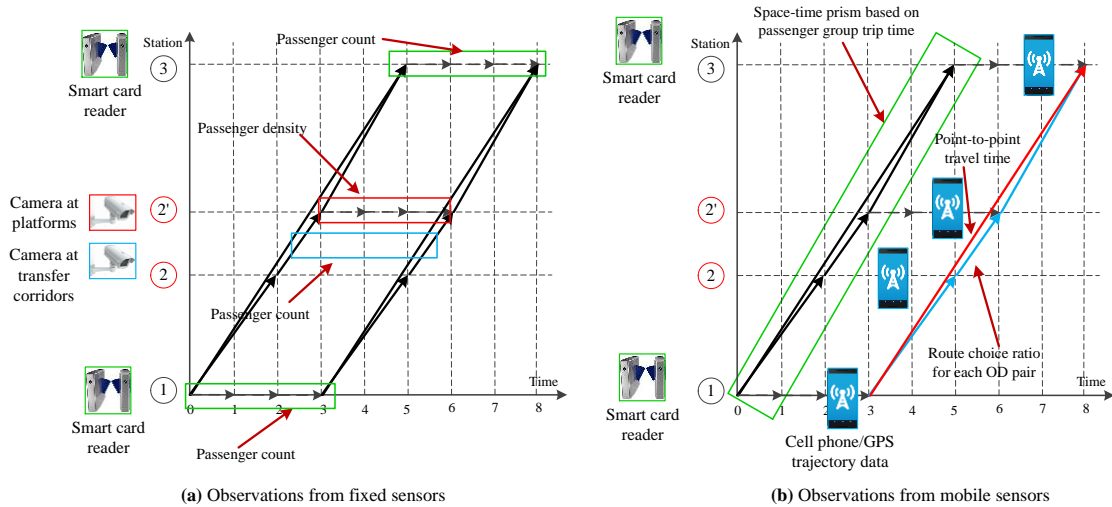 Station
Passenger count
3
Smart card
reader
Passenger density
Camera at
platforms
2'
Camera at
transfer
corridors
2
Passenger count
1
Time
0 1 2 3 4 5 6 7 8
Smart card
reader
Passenger count
(a) Observations from fixed sensors
Space-time prism based on
passenger group trip time
Station
3
Smart card
reader
Point-to-point
travel time
2'
2
Route choice ratio
for each OD pair
1
Time
0 1 2 3 4 5 6 7 8
Smart card
reader
Cell phone/GPS
trajectory data
(b) Observations from mobile sensors